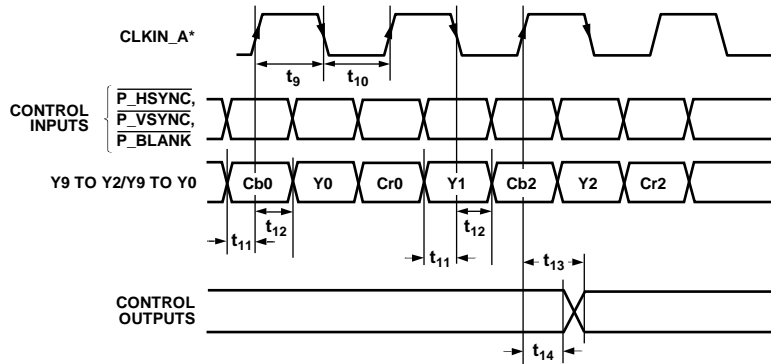 CLKIN_A*
t9
t10
CONTROL
INPUTS
P_HSYNC,
P_VSYNC,
P_BLANK
Y9 TO Y2/Y9 TO Y0
Cb0
Y0
Cr0
Y1
Cb2
Y2
Cr2
t12
t12
t11
t11
t13
CONTROL
OUTPUTS
t14